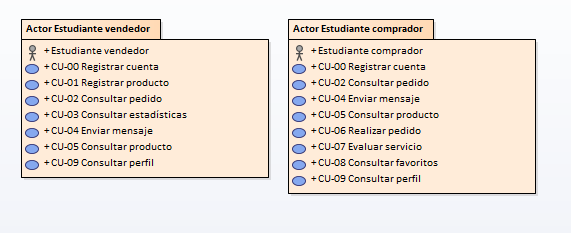 Actor Estudiante vendedor
+ Estudiante vendedor
+ CU-00 Registrar cuenta
+ CU-01 Registrar producto
+ CU-02 Consultar pedido
+ CU-03 Consultar estadísticas
+ CU-04 Enviar mensaje
+ CU-05 Consultar producto
+ CU-09 Consultar perfil
Actor Estudiante comprador
+ Estudiante comprador
+ CU-00 Registrar cuenta
+ CU-02 Consultar pedido
+ CU-04 Enviar mensaje
+ CU-05 Consultar producto
+ CU-06 Realizar pedido
+ CU-07 Evaluar servicio
+ CU-08 Consultar favoritos
+ CU-09 Consultar perfil